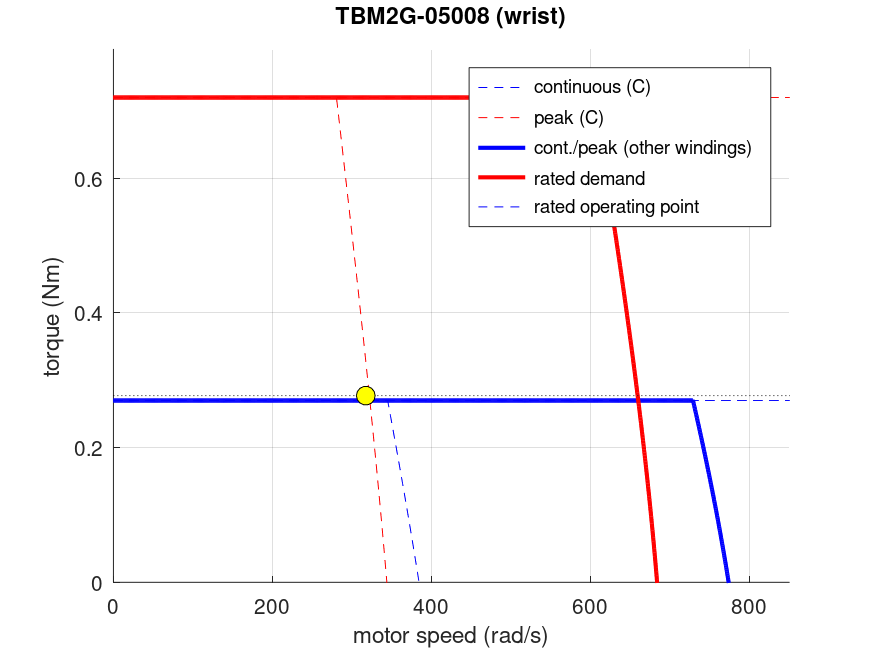 TBM2G-05008 (wrist)
continuous (C)
peak (C)
cont./peak (other windings)
rated demand
rated operating point
0.6
0.4
0.2
0
0 200 400 600 800
torque (Nm)
motor speed (rad/s)